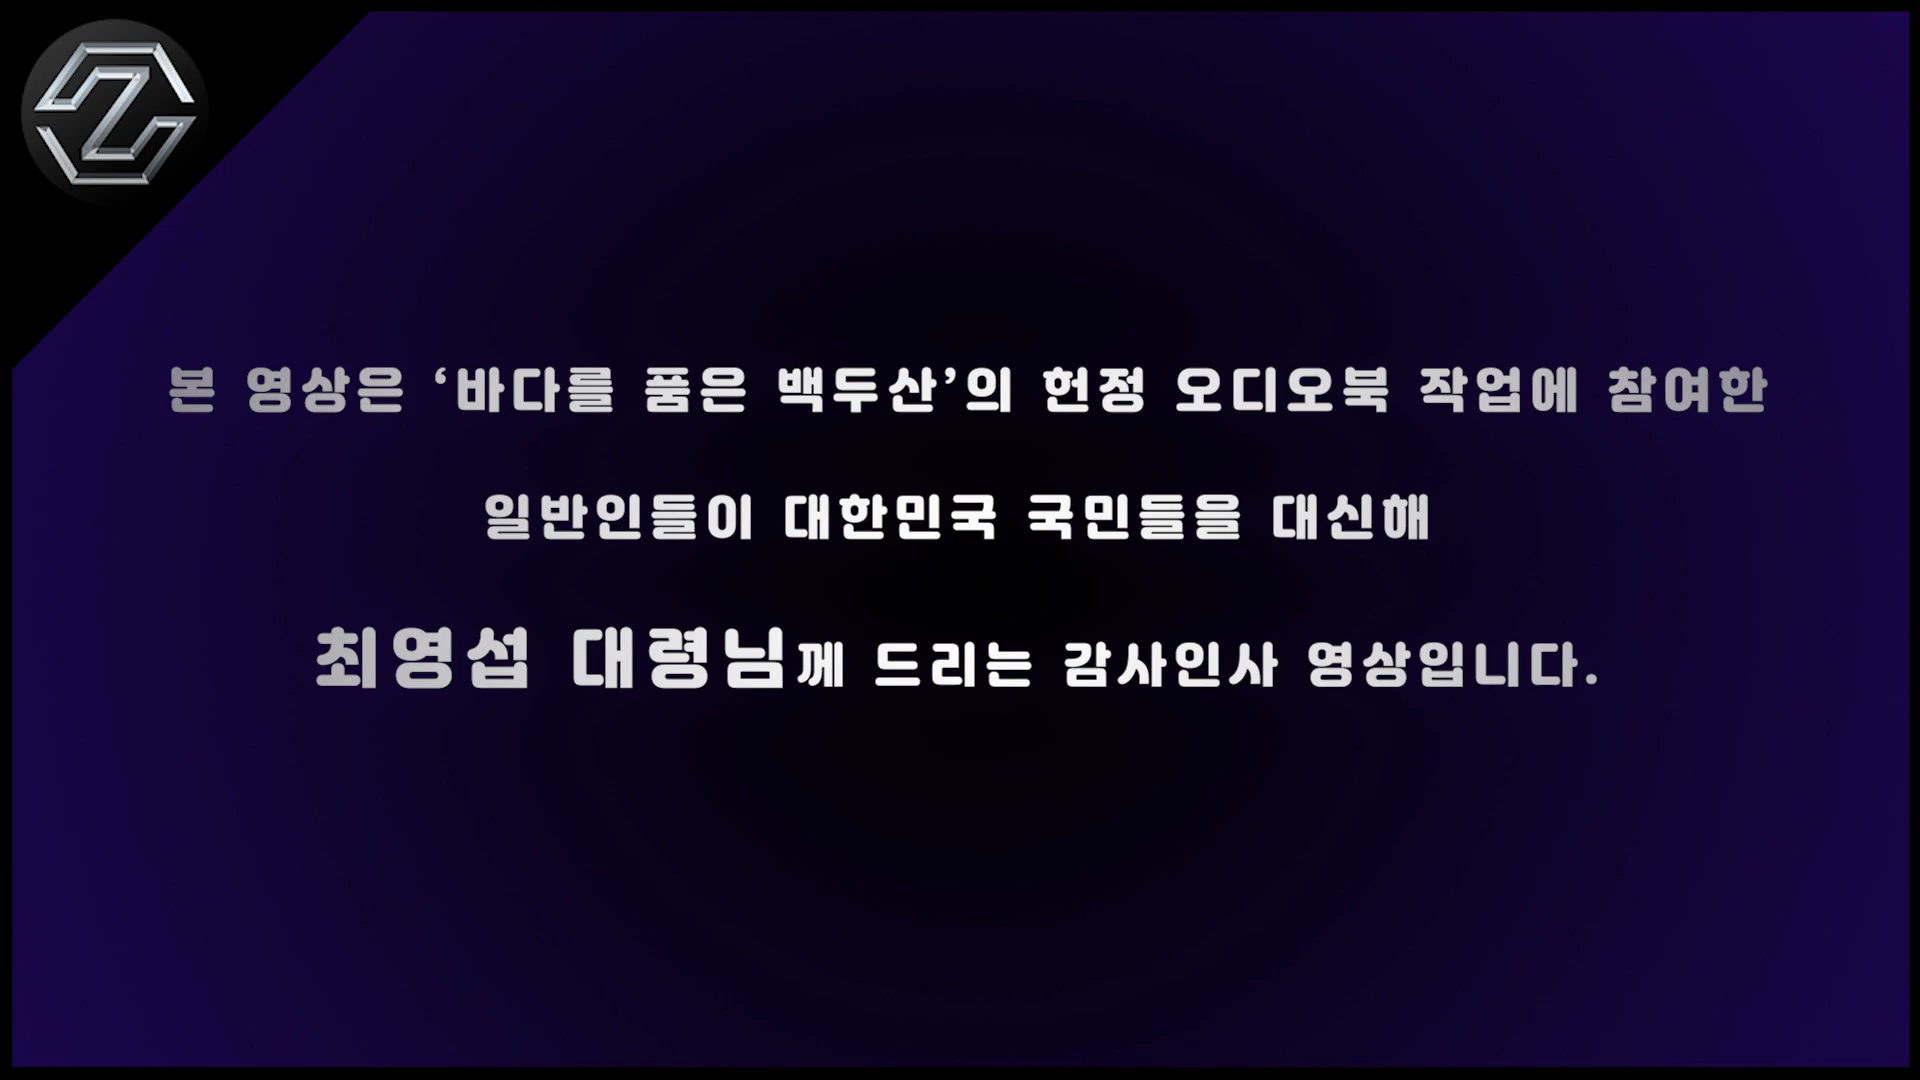 본 영상은 ‘바다를 품은 백두산’의 헌정 오디오북 작업에 참여한
일반인들이 대한민국 국민들을 대신해
최영섭 대령님께 드리는 감사인사 영상입니다.